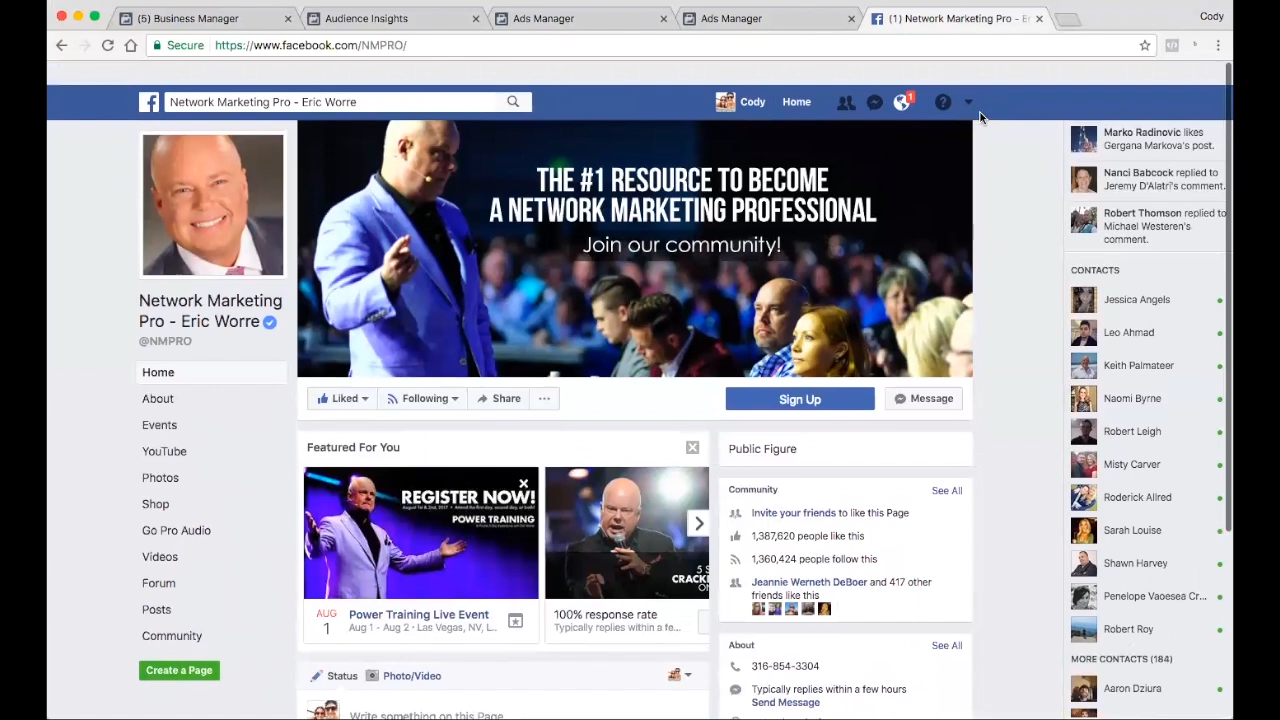 (5) Business Manager
Audience Insights
Ads Manager
Ads Manager
(1) Network Marketing Pro - E
Cody
Secure
https://www.facebook.com/NMPRO/
Network Marketing Pro - Eric Worre
Cody
Home
1
THE #1 RESOURCE TO BECOME
A NETWORK MARKETING PROFESSIONAL
Join our community!
Network Marketing
Pro - Eric Worre
@NMPRO
Home
About
Events
YouTube
Photos
Shop
Go Pro Audio
Videos
Forum
Posts
Community
Create a Page
Liked
Following
Share
...
Sign Up
Message
Featured For You
REGISTER NOW!
POWER TRAINING
AUG
1
Power Training Live Event
Aug 1 - Aug 2 · Las Vegas, NV, L...
5 S
CRACK
100% response rate
Typically replies within a fe...
Status
Photo/Video
Write something on this Page
Public Figure
Community
See All
Invite your friends to like this Page
1,387,620 people like this
1,360,424 people follow this
Jeannie Werneth DeBoer and 417 other
friends like this
About
See All
316-854-3304
Typically replies within a few hours
Send Message
Marko Radinovic likes
Gergana Markova's post.
Nanci Babcock replied to
Jeremy D'Alatri's comment.
Robert Thomson replied to
Michael Westeren's
comment.
CONTACTS
Jessica Angels
Leo Ahmad
Keith Palmateer
Naomi Byrne
Robert Leigh
Misty Carver
Roderick Allred
Sarah Louise
Shawn Harvey
Penelope Vaoesea Cr...
Robert Roy
MORE CONTACTS (184)
Aaron Dziura